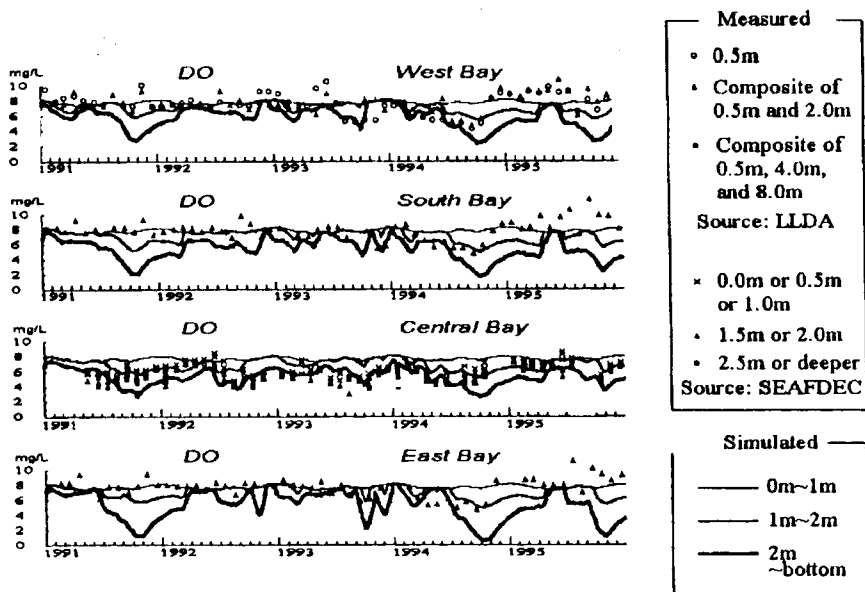 mg/L DO West Bay
10
8
6
4
2
0
1991 1992 1993 1994 1995
DO South Bay
10
8
6
4
2
0
1991 1992 1993 1994 1995
mg/L DO Central Bay
10
8
6
4
2
0
1991 1992 1993 1994 1995
mg/L DO East Bay
10
8
6
4
2
0
1991 1992 1993 1994 1995
Measured
0.5m
Composite of
0.5m and 2.0m
Composite of
0.5m, 4.0m,
and 8.0m
Source: LLDA
0.0m or 0.5m
or 1.0m
1.5m or 2.0m
2.5m or deeper
Source: SEAFDEC
Simulated
0m~1m
1m~2m
2m
~bottom